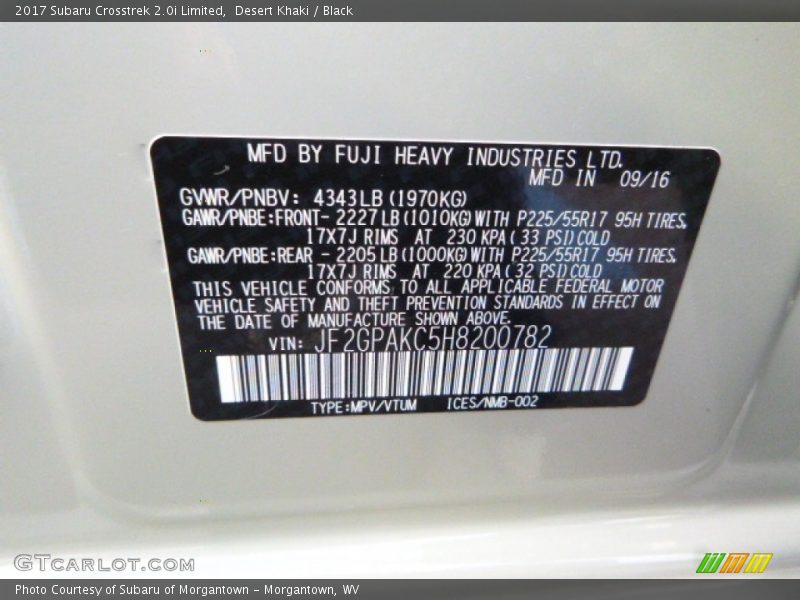 2017 Subaru Crosstrek 2.0i Limited,  Desert Khaki / Black
MFD BY FUJI HEAVY INDUSTRIES LTD.
MFD IN 09/16
GVWR/PNBV: 4343LB (1970KG)
GAWR/PNBE:FRONT- 2227LB (1010KG) WITH P225/55R17 95H TIRES,
17X7J RIMS AT 230 KPA (33 PSI) COLD
GAWR/PNBE:REAR - 2205LB (1000KG) WITH P225/55R17 95H TIRES,
17X7J RIMS AT 220 KPA (32 PSI) COLD
THIS VEHICLE CONFORMS TO ALL APPLICABLE FEDERAL MOTOR
VEHICLE SAFETY AND THEFT PREVENTION STANDARDS IN EFFECT ON
THE DATE OF MANUFACTURE SHOWN ABOVE.
VIN: JF2GPAKC5H8200782
TYPE:MPV/VTUM ICES/NMB-002
GTCARLOT.COM
Photo Courtesy of Subaru of Morgantown - Morgantown, WV